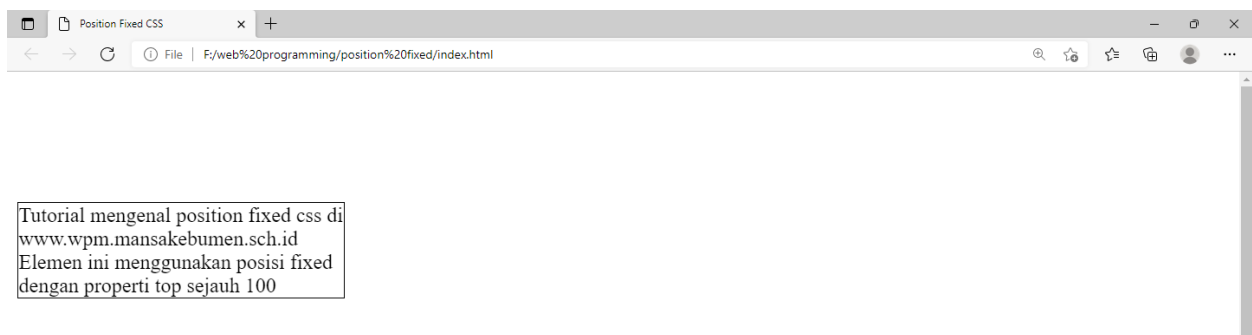 Position Fixed CSS
File | F:/web%20programming/position%20fixed/index.html
Tutorial mengenal position fixed css di
www.wpm.mansakebumen.sch.id
Elemen ini menggunakan posisi fixed
dengan properti top sejauh 100